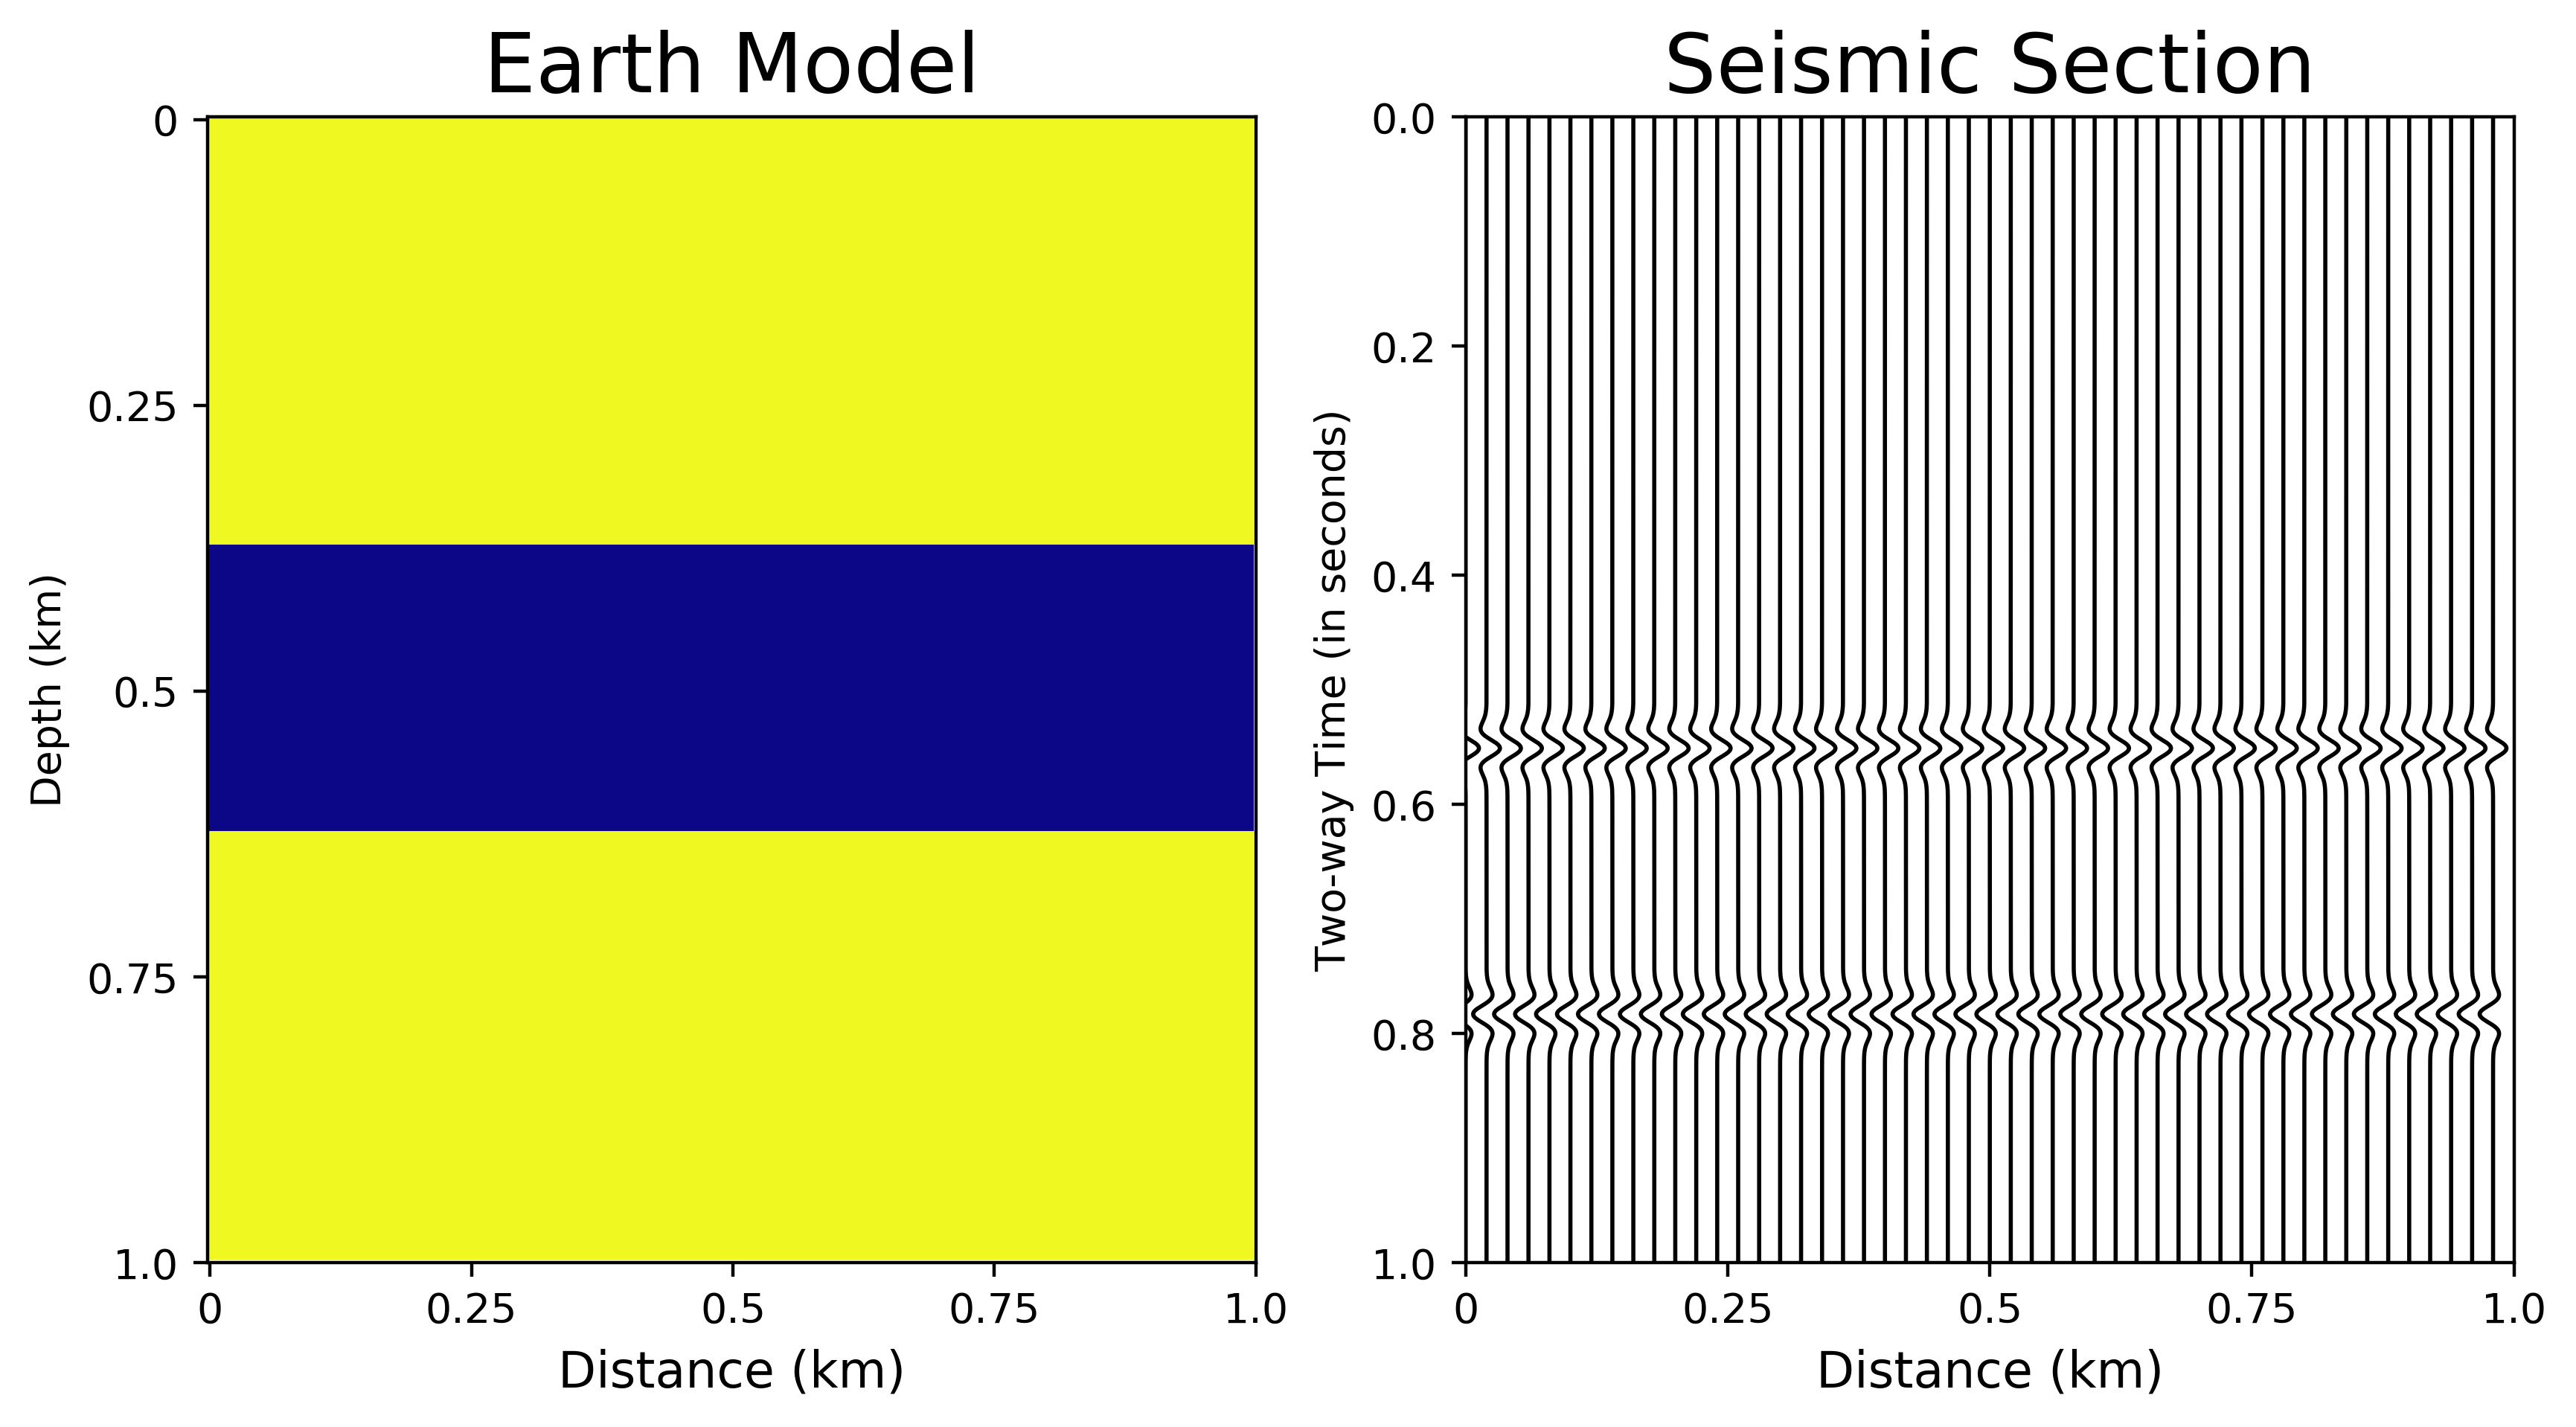 Earth Model
Depth (km)
0
0.25
0.5
0.75
1.0
0 0.25 0.5 0.75 1.0
Distance (km)
Seismic Section
Two-way Time (in seconds)
0.0
0.2
0.4
0.6
0.8
1.0
0 0.25 0.5 0.75 1.0
Distance (km)